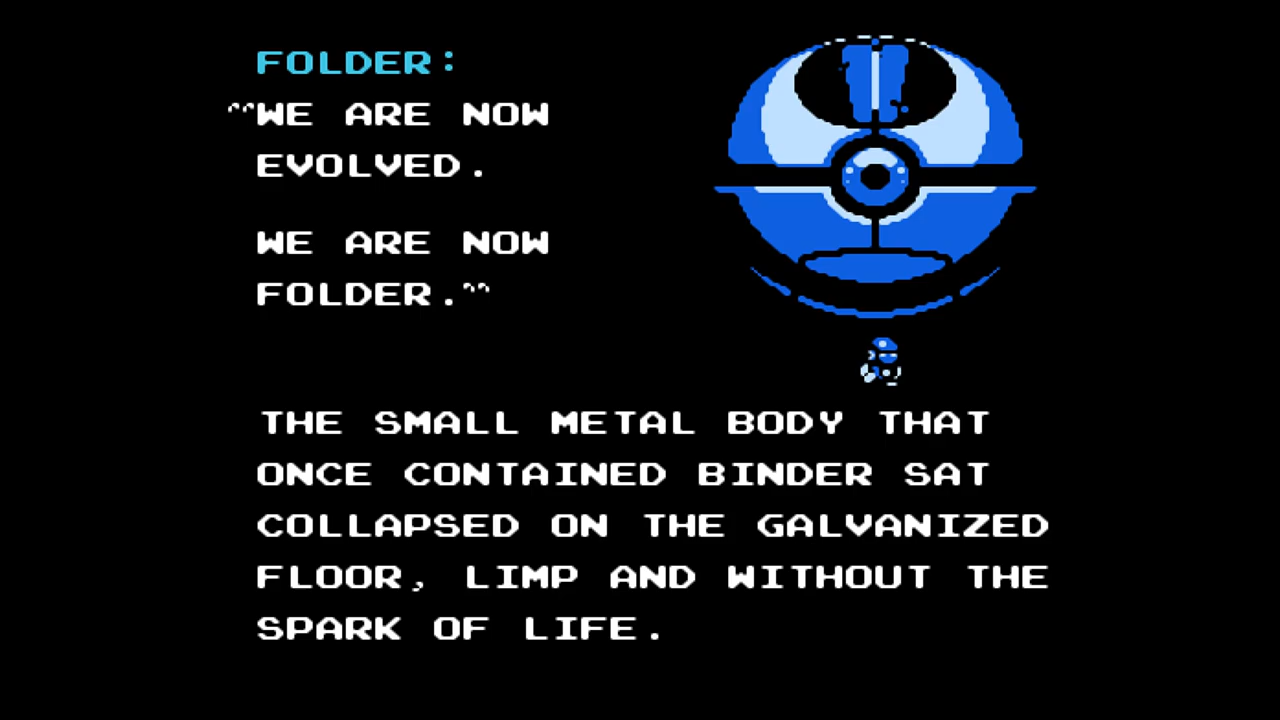 FOLDER:
"WE ARE NOW
EVOLVED.
WE ARE NOW
FOLDER."
THE SMALL METAL BODY THAT
ONCE CONTAINED BINDER SAT
COLLAPSED ON THE GALVANIZED
FLOOR, LIMP AND WITHOUT THE
SPARK OF LIFE.